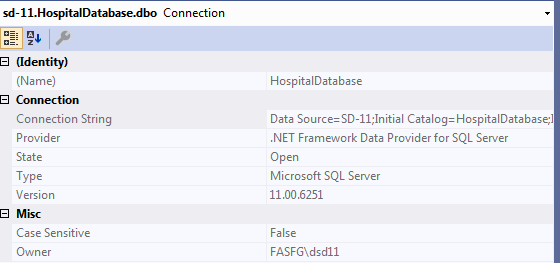 sd-11.HospitalDatabase.dbo Connection
(Identity)
(Name) HospitalDatabase
Connection
Connection String Data Source=SD-11;Initial Catalog=HospitalDatabase;
Provider .NET Framework Data Provider for SQL Server
State Open
Type Microsoft SQL Server
Version 11.00.6251
Misc
Case Sensitive False
Owner FASFG\dsd11